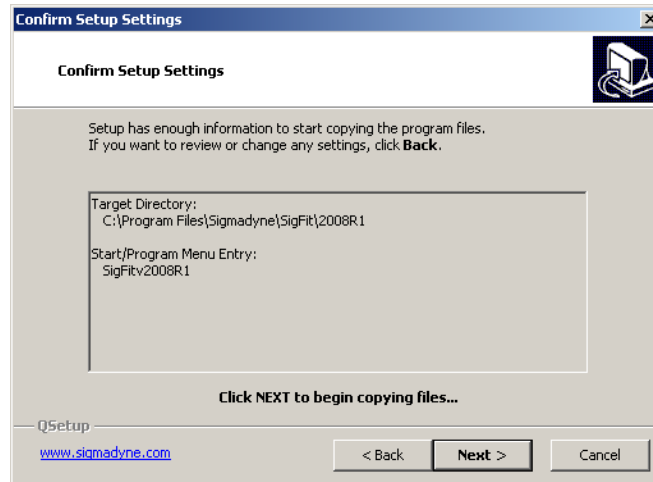 Confirm Setup Settings
Confirm Setup Settings
Setup has enough information to start copying the program files.
If you want to review or change any settings, click Back.
Target Directory:
C:\Program Files\Sigmadyne\SigFit\2008R1
Start/Program Menu Entry:
SigFitv2008R1
Click NEXT to begin copying files...
QSetup
www.sigmadyne.com
< Back
Next >
Cancel